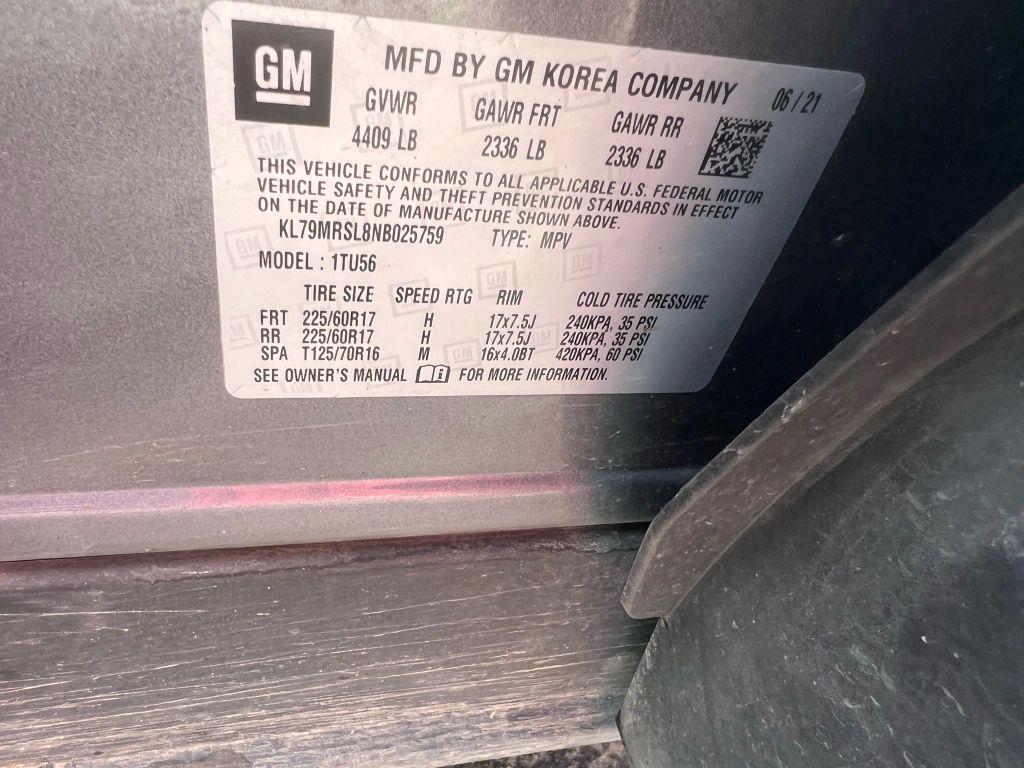 GM
MFD BY GM KOREA COMPANY 06/21
GVWR GAWR FRT GAWR RR
4409 LB 2336 LB 2336 LB
THIS VEHICLE CONFORMS TO ALL APPLICABLE U.S. FEDERAL MOTOR
VEHICLE SAFETY AND THEFT PREVENTION STANDARDS IN EFFECT
ON THE DATE OF MANUFACTURE SHOWN ABOVE.
KL79MRSL8NB025759 TYPE: MPV
MODEL : 1TU56
TIRE SIZE SPEED RTG RIM COLD TIRE PRESSURE
FRT 225/60R17 H 17x7.5J 240KPA, 35 PSI
RR 225/60R17 H 17x7.5J 240KPA, 35 PSI
SPA T125/70R16 M 16x4.0BT 420KPA, 60 PSI
SEE OWNER'S MANUAL FOR MORE INFORMATION.